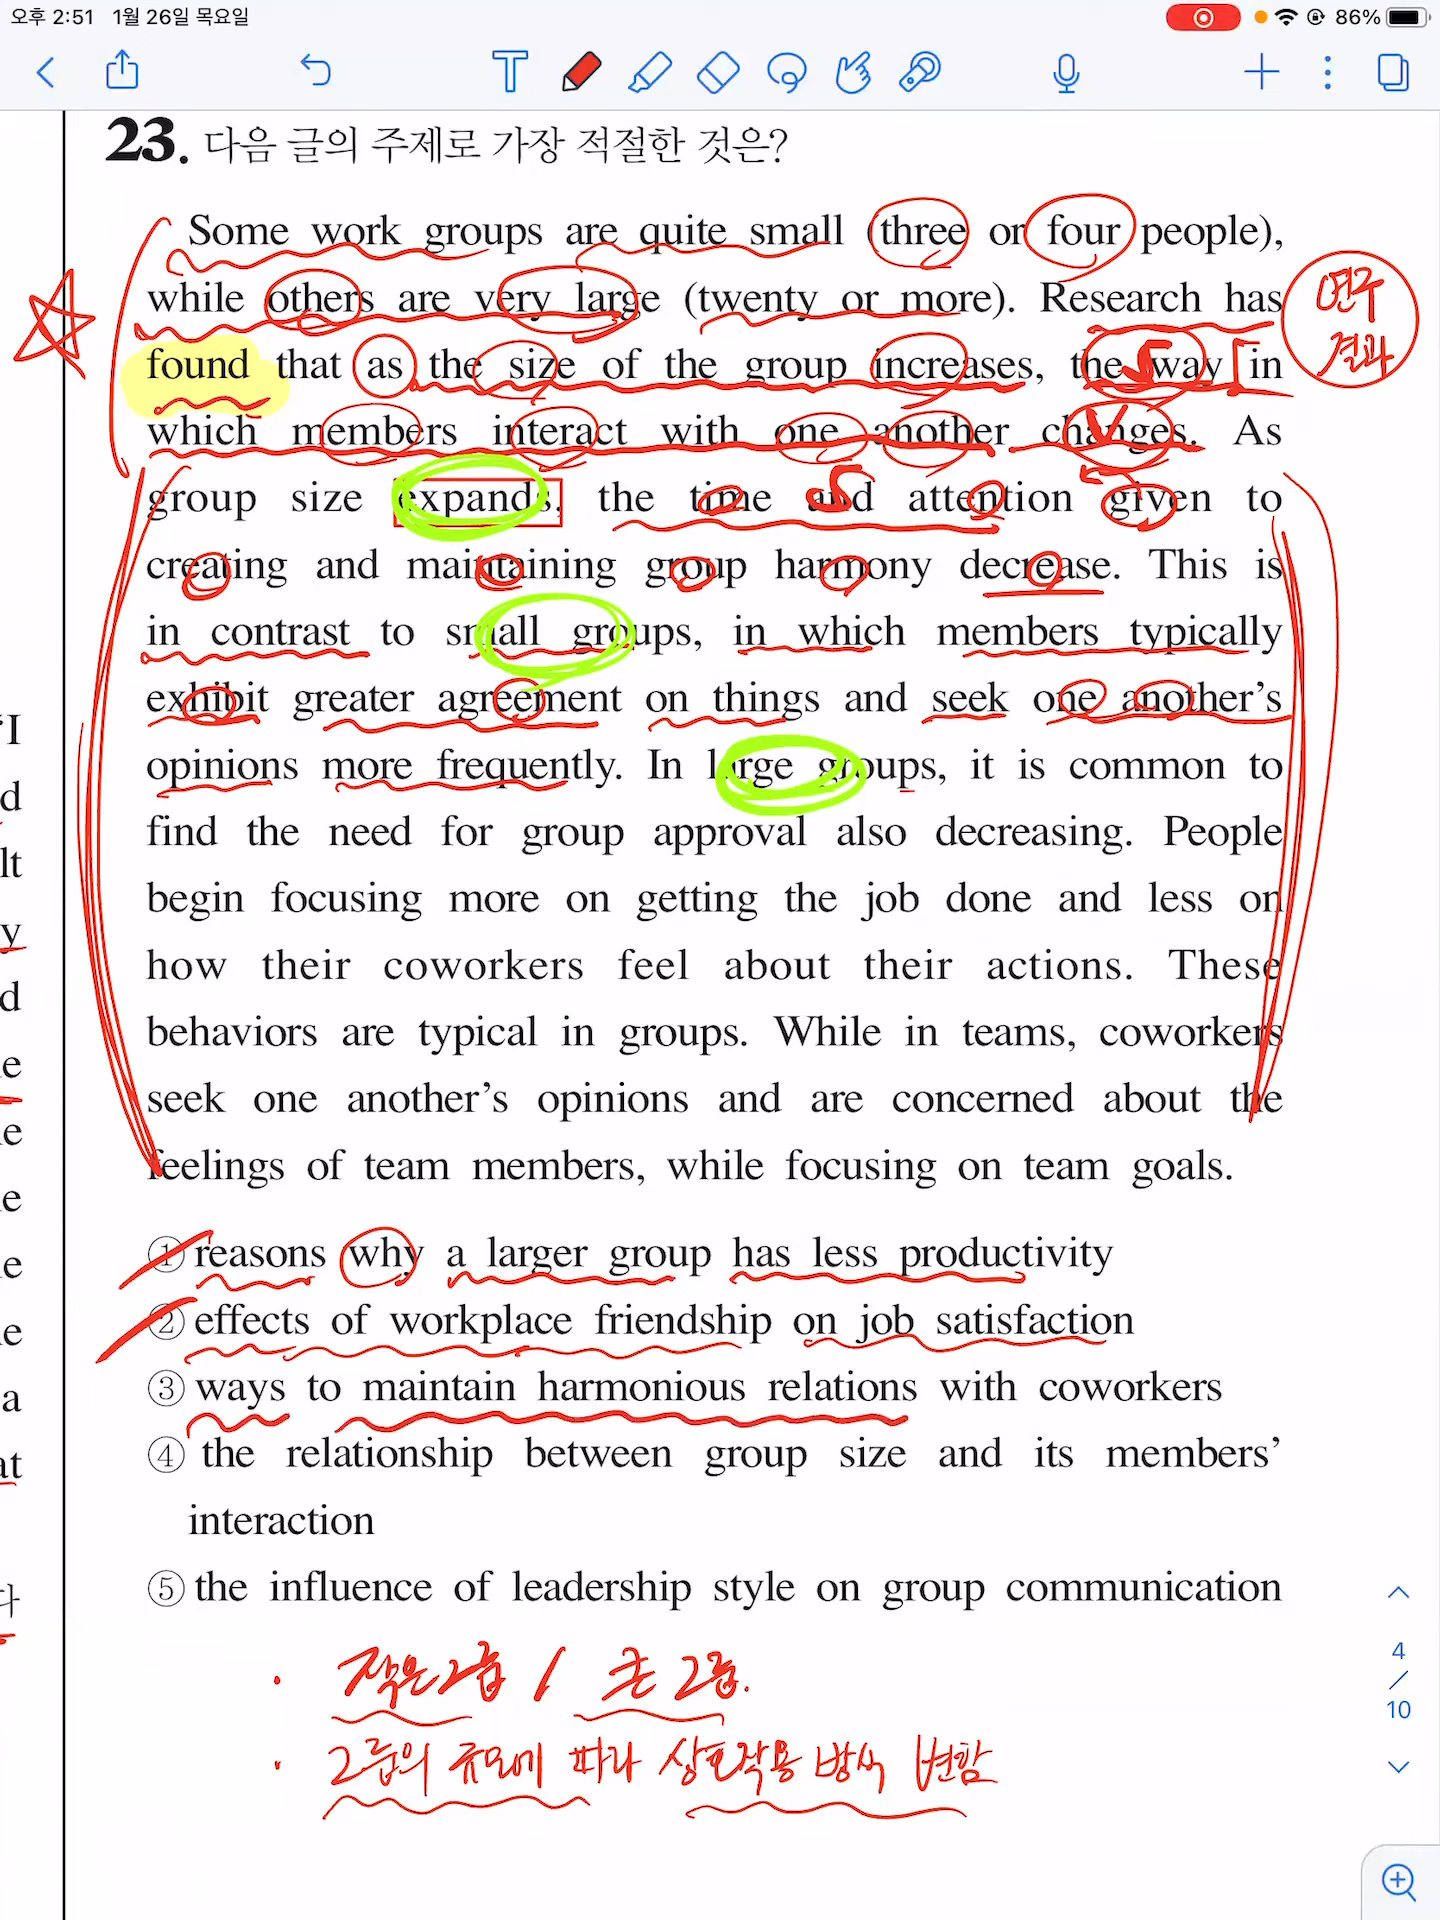 오후 2:51 1월 26일 목요일
86%
23. 다음 글의 주제로 가장 적절한 것은?
Some work groups are quite small (three or four people),
while others are very large (twenty or more). Research has
found that as the size of the group increases, the way in
which members interact with one another changes. As
group size expands, the time and attention given to
creating and maintaining group harmony decrease. This is
in contrast to small groups, in which members typically
exhibit greater agreement on things and seek one another's
opinions more frequently. In large groups, it is common to
find the need for group approval also decreasing. People
begin focusing more on getting the job done and less on
how their coworkers feel about their actions. These
behaviors are typical in groups. While in teams, coworkers
seek one another's opinions and are concerned about the
feelings of team members, while focusing on team goals.
연구
결과
S
V
S
① reasons why a larger group has less productivity
② effects of workplace friendship on job satisfaction
③ ways to maintain harmonious relations with coworkers
④ the relationship between group size and its members'
interaction
⑤ the influence of leadership style on group communication
· 작은 그룹 / 큰 그룹.
· 그룹의 규모에 따라 상호작용 방식 변함
'I
d
lt
y
d
e
e
e
e
e
a
at
다
4
/
10